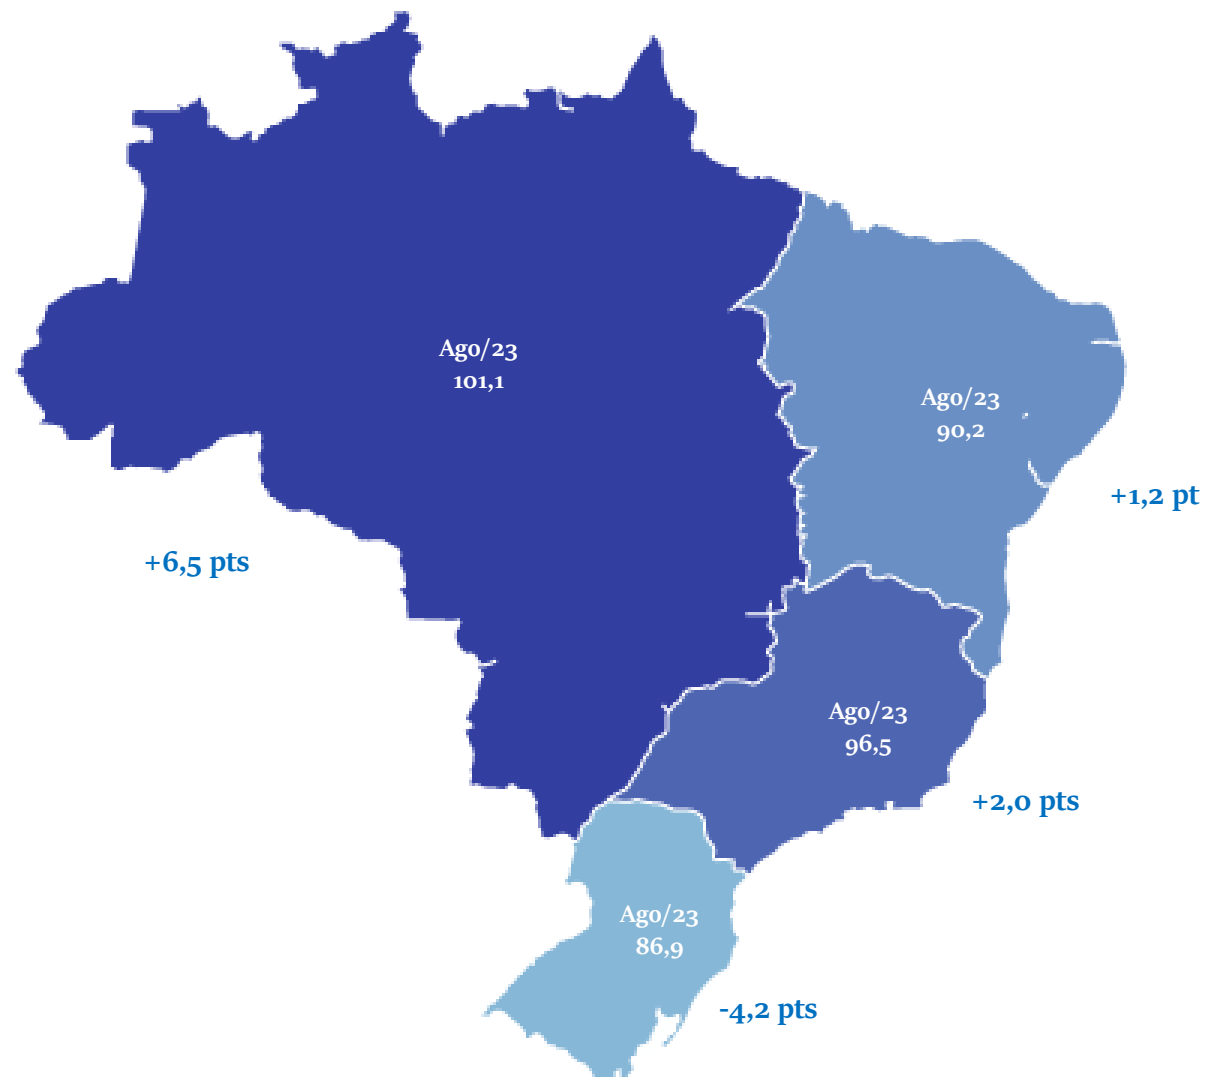 Ago/23
101,1
Ago/23
90,2
+1,2 pt
+6,5 pts
Ago/23
96,5
+2,0 pts
Ago/23
86,9
-4,2 pts